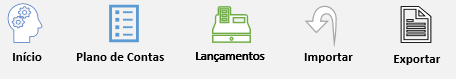 Início
Plano de Contas
Lançamentos
Importar
Exportar